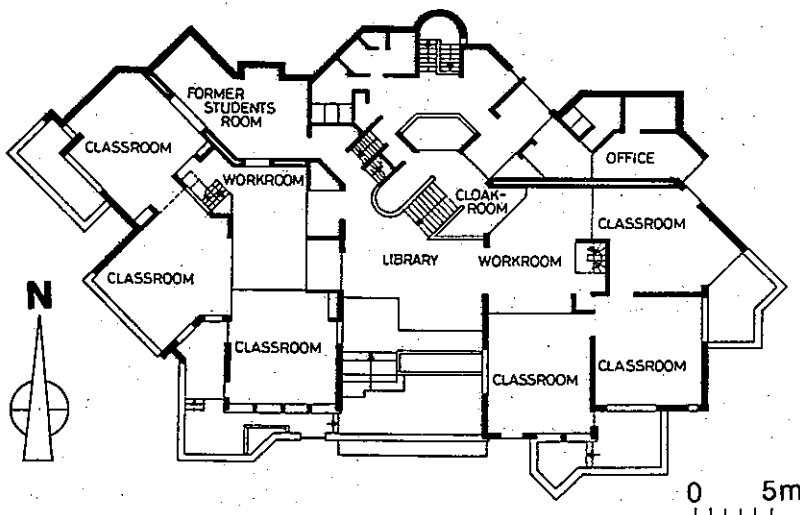 FORMER
STUDENTS
ROOM
CLASSROOM
WORKROOM
OFFICE
CLOAK-
ROOM
CLASSROOM
CLASSROOM
LIBRARY
WORKROOM
N
CLASSROOM
CLASSROOM
CLASSROOM
0 5m